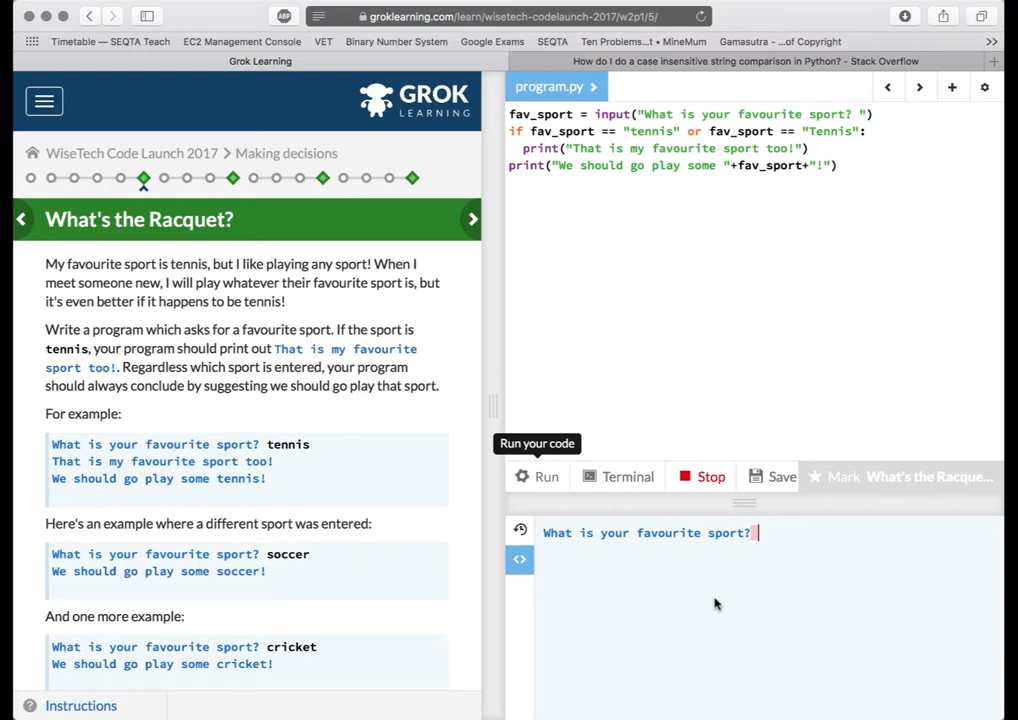 ABP
groklearning.com/learn/wisetech-codelaunch-2017/w2p1/5/
Timetable — SEQTA Teach EC2 Management Console VET Binary Number System Google Exams SEQTA Ten Problems...t • MineMum Gamasutra - ...of Copyright
Grok Learning How do I do a case insensitive string comparison in Python? - Stack Overflow
GROK
LEARNING
WiseTech Code Launch 2017 > Making decisions
What's the Racquet?
My favourite sport is tennis, but I like playing any sport! When I
meet someone new, I will play whatever their favourite sport is, but
it's even better if it happens to be tennis!
Write a program which asks for a favourite sport. If the sport is
tennis, your program should print out That is my favourite
sport too!. Regardless which sport is entered, your program
should always conclude by suggesting we should go play that sport.
For example:
What is your favourite sport? tennis
That is my favourite sport too!
We should go play some tennis!
Here's an example where a different sport was entered:
What is your favourite sport? soccer
We should go play some soccer!
And one more example:
What is your favourite sport? cricket
We should go play some cricket!
Instructions
program.py
fav_sport = input("What is your favourite sport? ")
if fav_sport == "tennis" or fav_sport == "Tennis":
  print("That is my favourite sport too!")
print("We should go play some "+fav_sport+"!")
Run your code
Run Terminal Stop Save Mark What's the Racque...
What is your favourite sport?